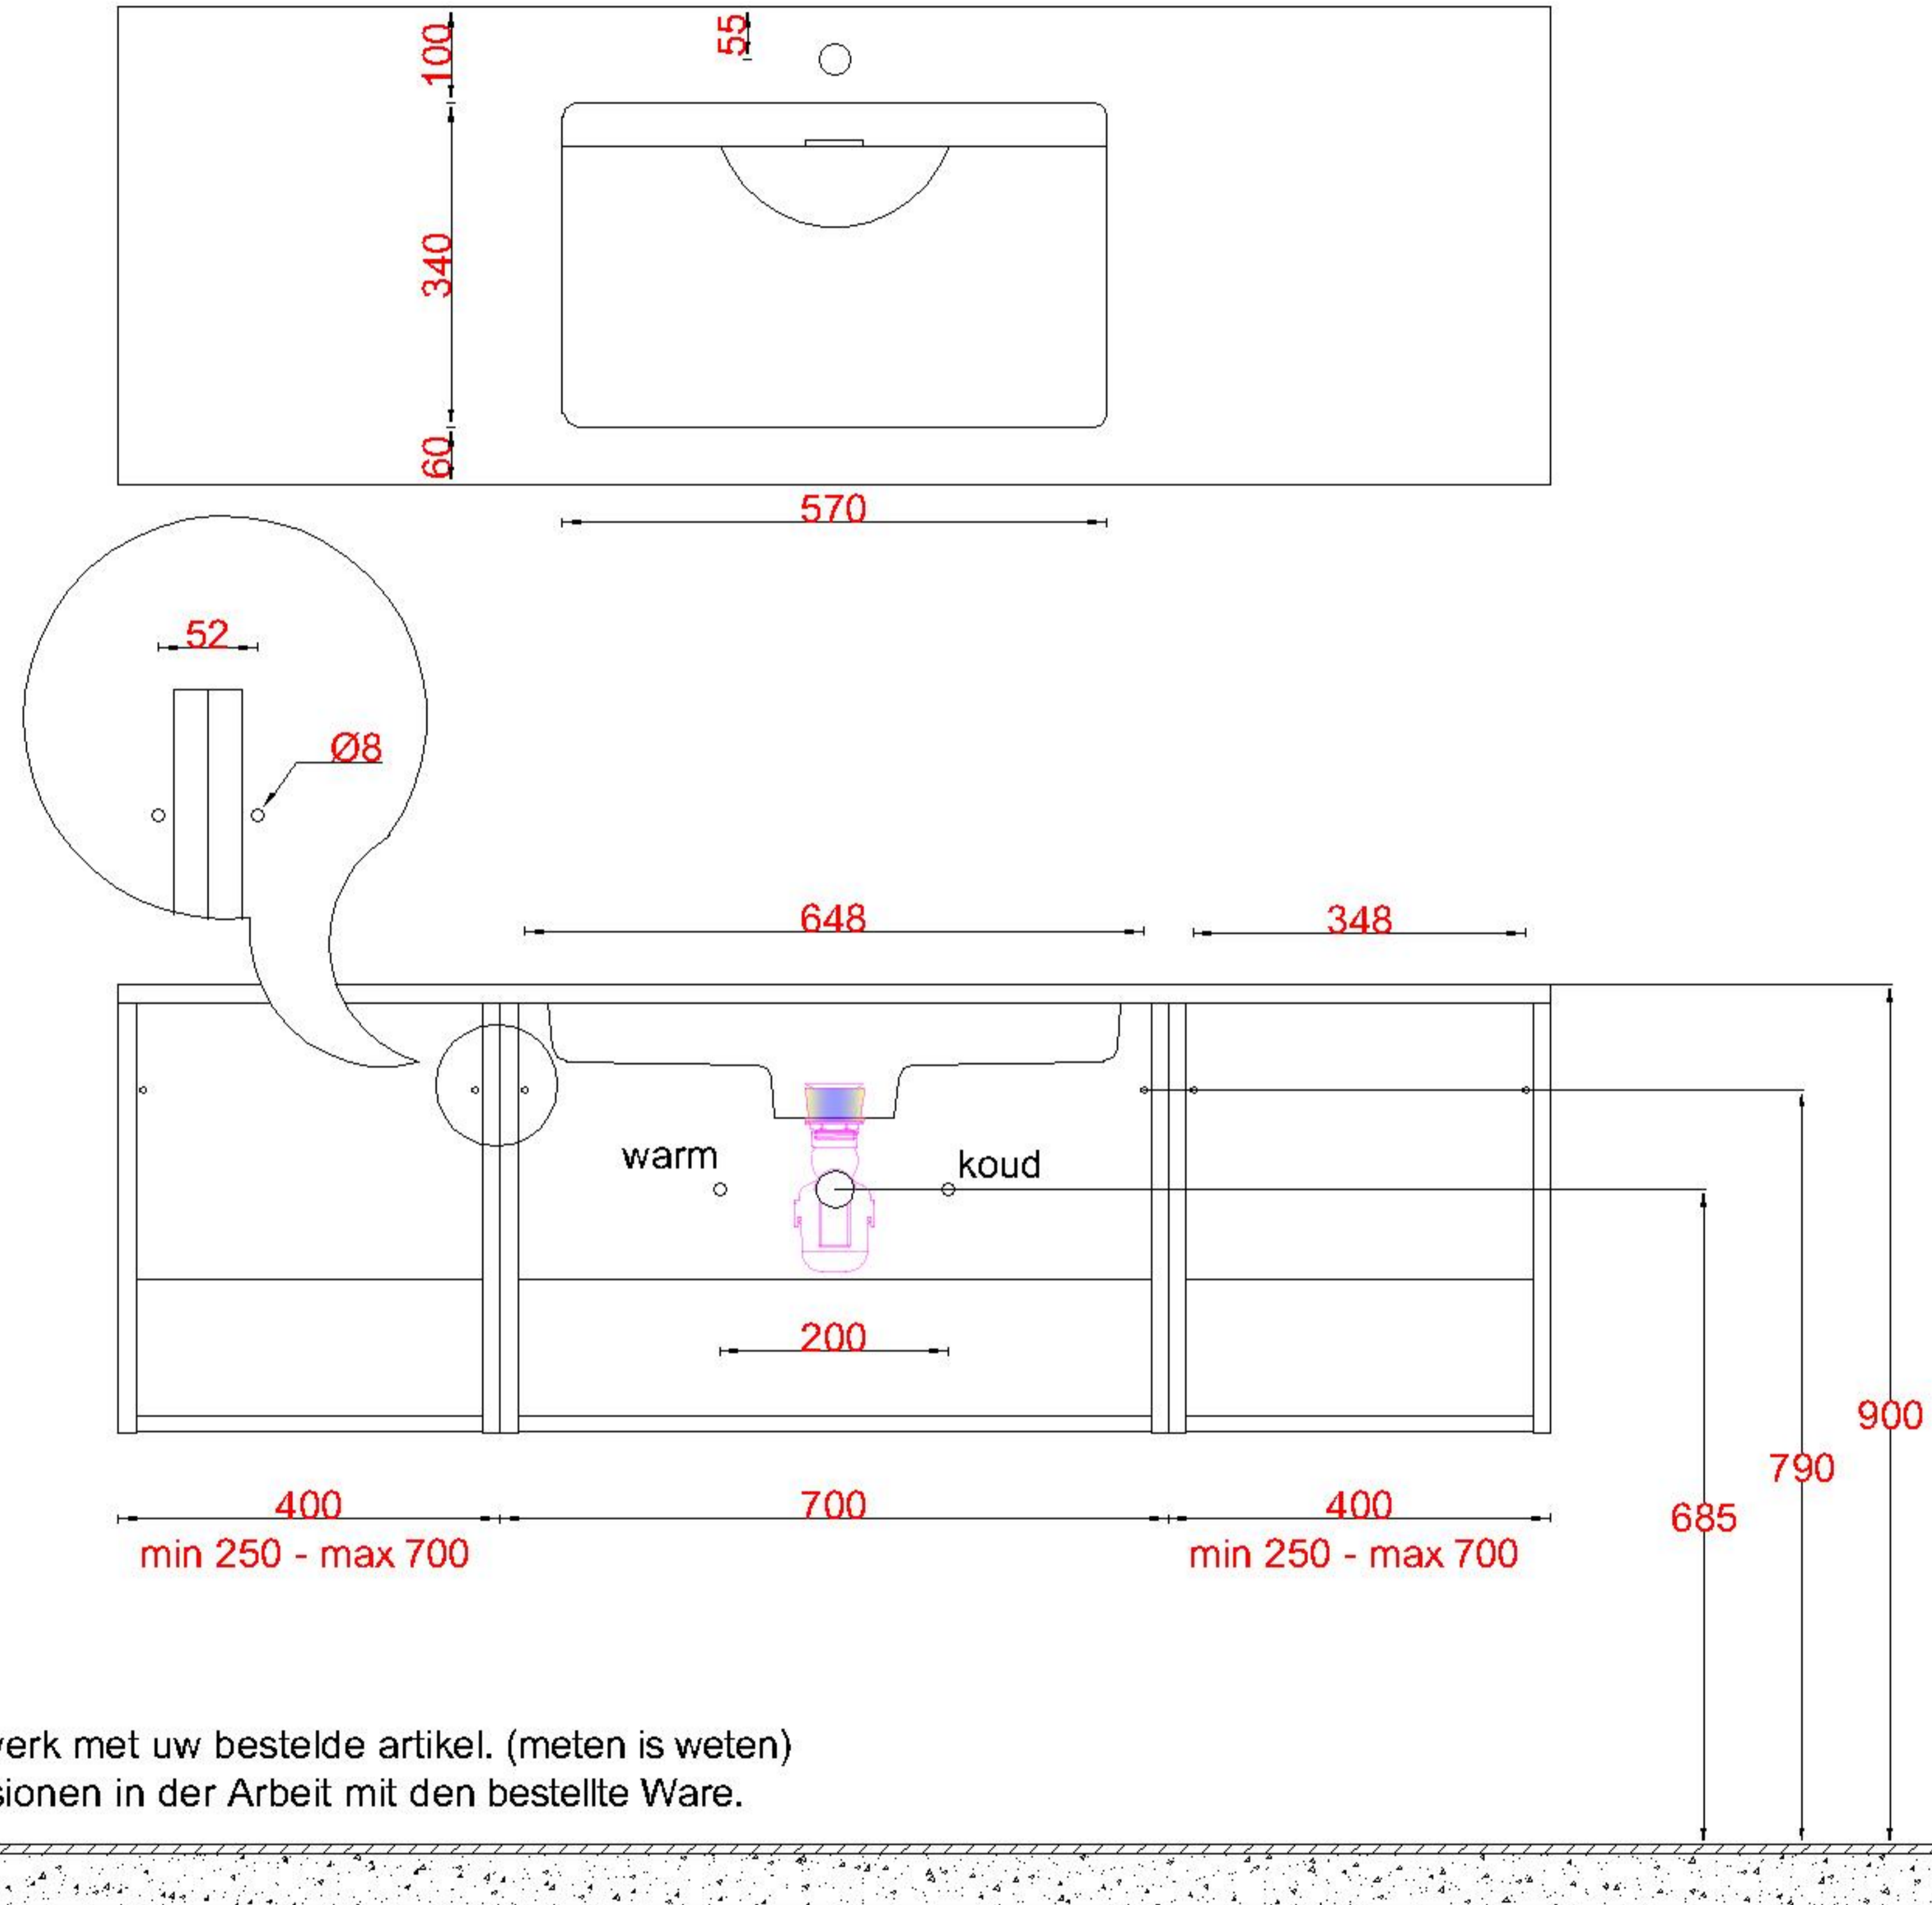 100
55
340
60
570
52
Ø8
648
348
warm
koud
200
900
790
685
400
700
400
min 250 - max 700
min 250 - max 700
werk met uw bestelde artikel. (meten is weten)
sionen in der Arbeit mit den bestellte Ware.